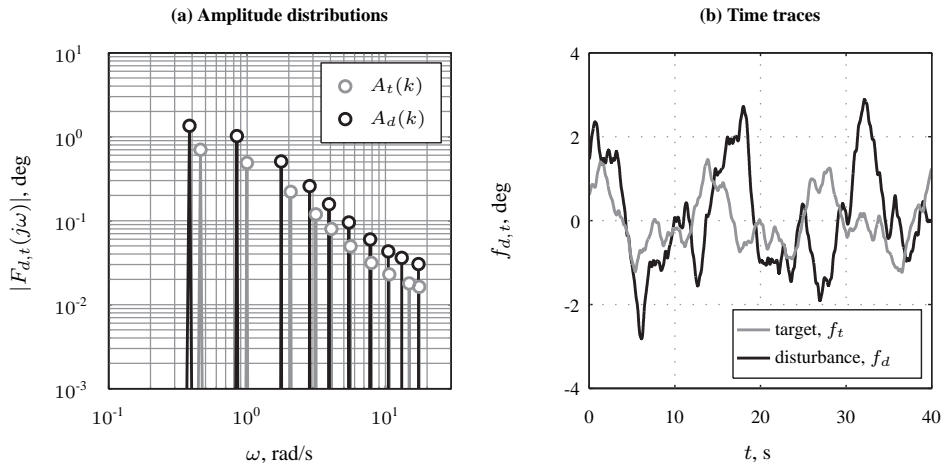 (a) Amplitude distributions
|F_{d,t}(jω)|, deg
10^1
10^0
10^{-1}
10^{-2}
10^{-3}
A_t(k)
A_d(k)
10^{-1} 10^0 10^1
ω, rad/s
(b) Time traces
f_{d,t}, deg
4
2
0
-2
-4
target, f_t
disturbance, f_d
0 10 20 30 40
t, s